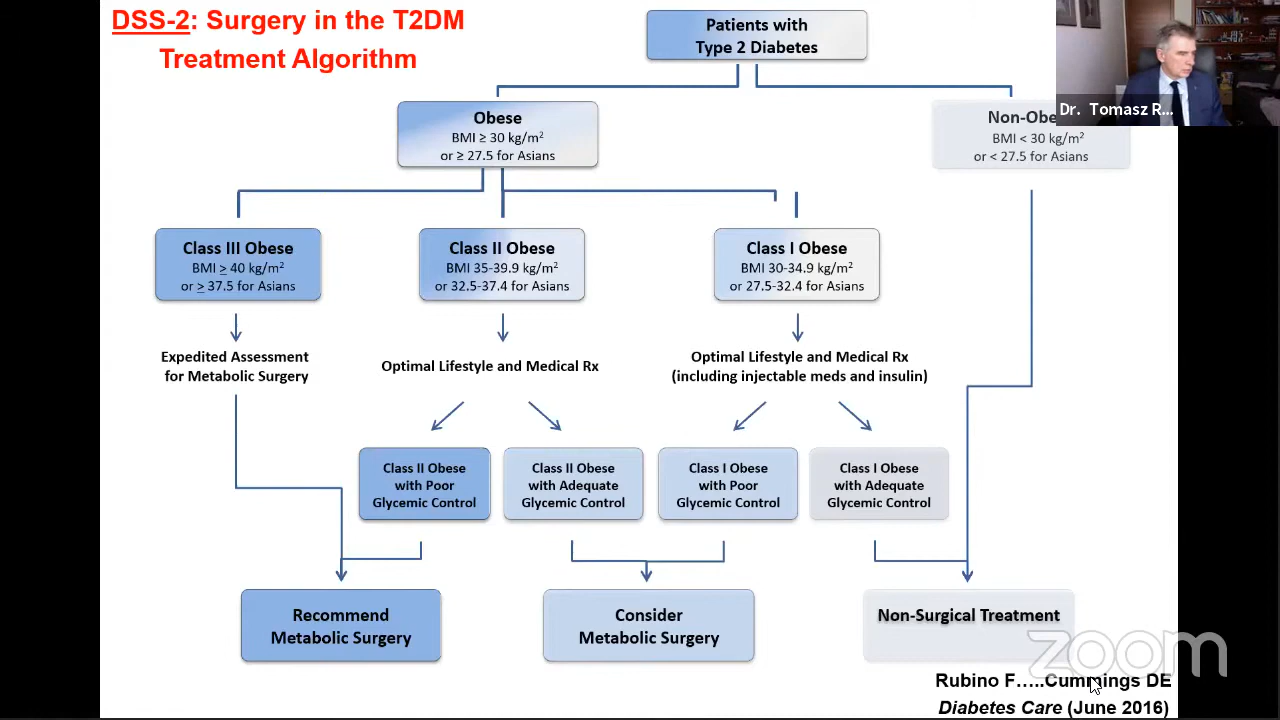 DSS-2: Surgery in the T2DM
Treatment Algorithm
Patients with
Type 2 Diabetes
Dr. Tomasz R...
Obese
BMI ≥ 30 kg/m²
or ≥ 27.5 for Asians
BMI < 30 kg/m²
or < 27.5 for Asians
Class III Obese
BMI ≥ 40 kg/m²
or ≥ 37.5 for Asians
Class II Obese
BMI 35-39.9 kg/m²
or 32.5-37.4 for Asians
Class I Obese
BMI 30-34.9 kg/m²
or 27.5-32.4 for Asians
Expedited Assessment
for Metabolic Surgery
Optimal Lifestyle and Medical Rx
Optimal Lifestyle and Medical Rx
(including injectable meds and insulin)
Class II Obese
with Poor
Glycemic Control
Class II Obese
with Adequate
Glycemic Control
Class I Obese
with Poor
Glycemic Control
Class I Obese
with Adequate
Glycemic Control
Recommend
Metabolic Surgery
Consider
Metabolic Surgery
Non-Surgical Treatment
zoom
Rubino F…..Cummings DE
Diabetes Care (June 2016)